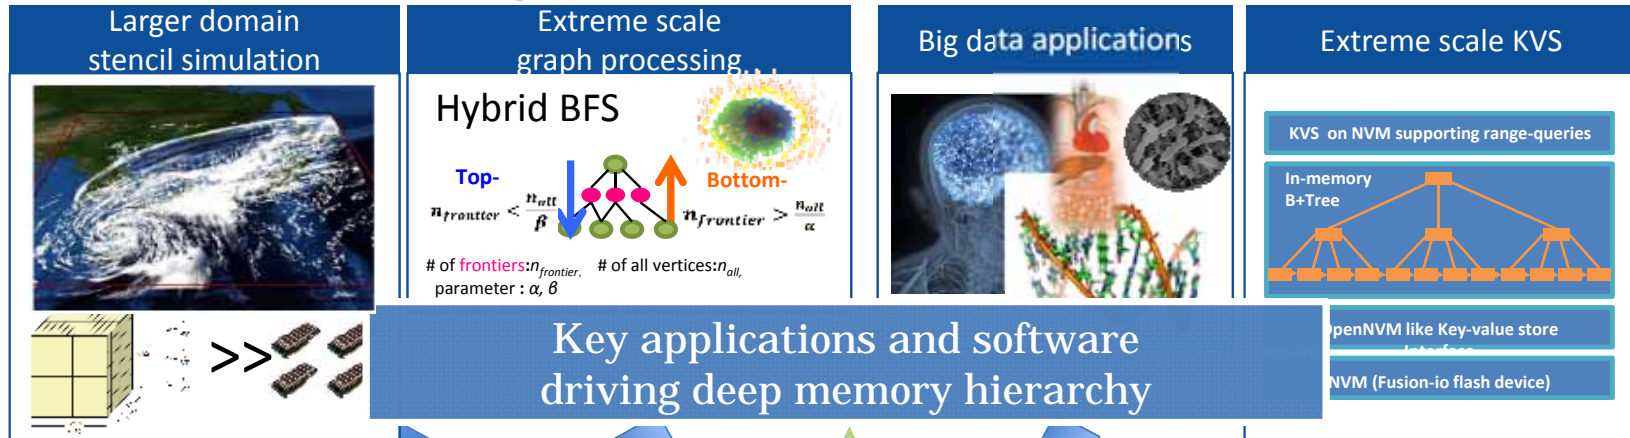 Larger domain
stencil simulation
>>
Extreme scale
graph processing
Hybrid BFS
Top-
Bottom-
n_frontier < n_all/β
n_frontier > n_all/α
# of frontiers:n_frontier, # of all vertices:n_all,
parameter : α, β
Big data applications
Extreme scale KVS
KVS on NVM supporting range-queries
In-memory
B+Tree
OpenNVM like Key-value store
Interface
NVM (Fusion-io flash device)
Key applications and software
driving deep memory hierarchy